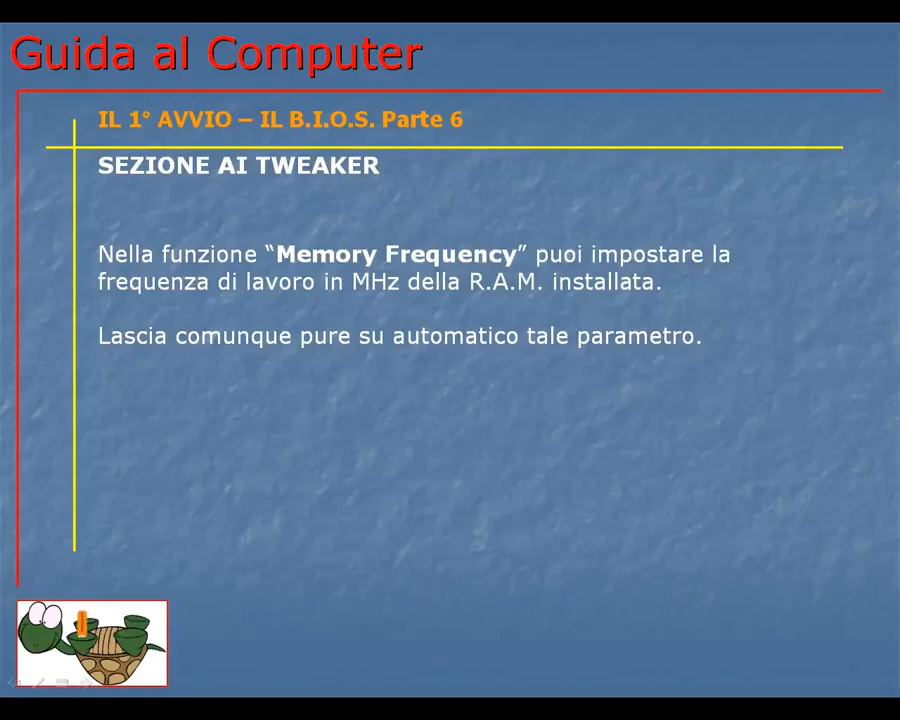 Guida al Computer
IL 1° AVVIO – IL B.I.O.S. Parte 6
SEZIONE AI TWEAKER
Nella funzione “Memory Frequency” puoi impostare la
frequenza di lavoro in MHz della R.A.M. installata.
Lascia comunque pure su automatico tale parametro.